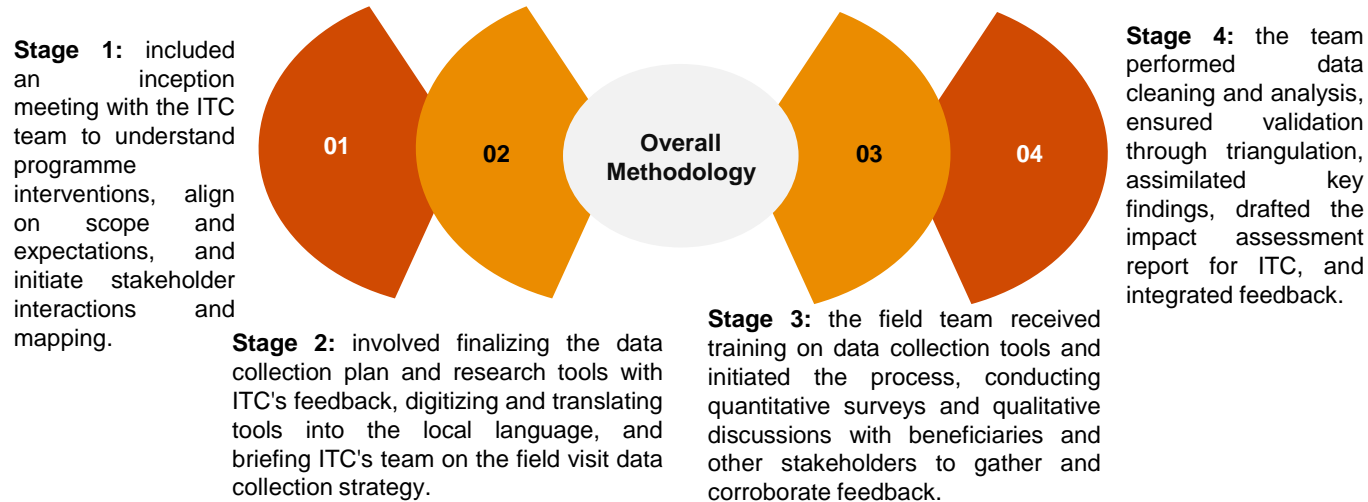 Stage 1: included
an inception
meeting with the ITC
team to understand
programme
interventions, align
on scope and
expectations, and
initiate stakeholder
interactions and
mapping.
01
02
Overall
Methodology
03
04
Stage 2: involved finalizing the data
collection plan and research tools with
ITC's feedback, digitizing and translating
tools into the local language, and
briefing ITC's team on the field visit data
collection strategy.
Stage 3: the field team received
training on data collection tools and
initiated the process, conducting
quantitative surveys and qualitative
discussions with beneficiaries and
other stakeholders to gather and
corroborate feedback.
Stage 4: the team
performed data
cleaning and analysis,
ensured validation
through triangulation,
assimilated key
findings, drafted the
impact assessment
report for ITC, and
integrated feedback.